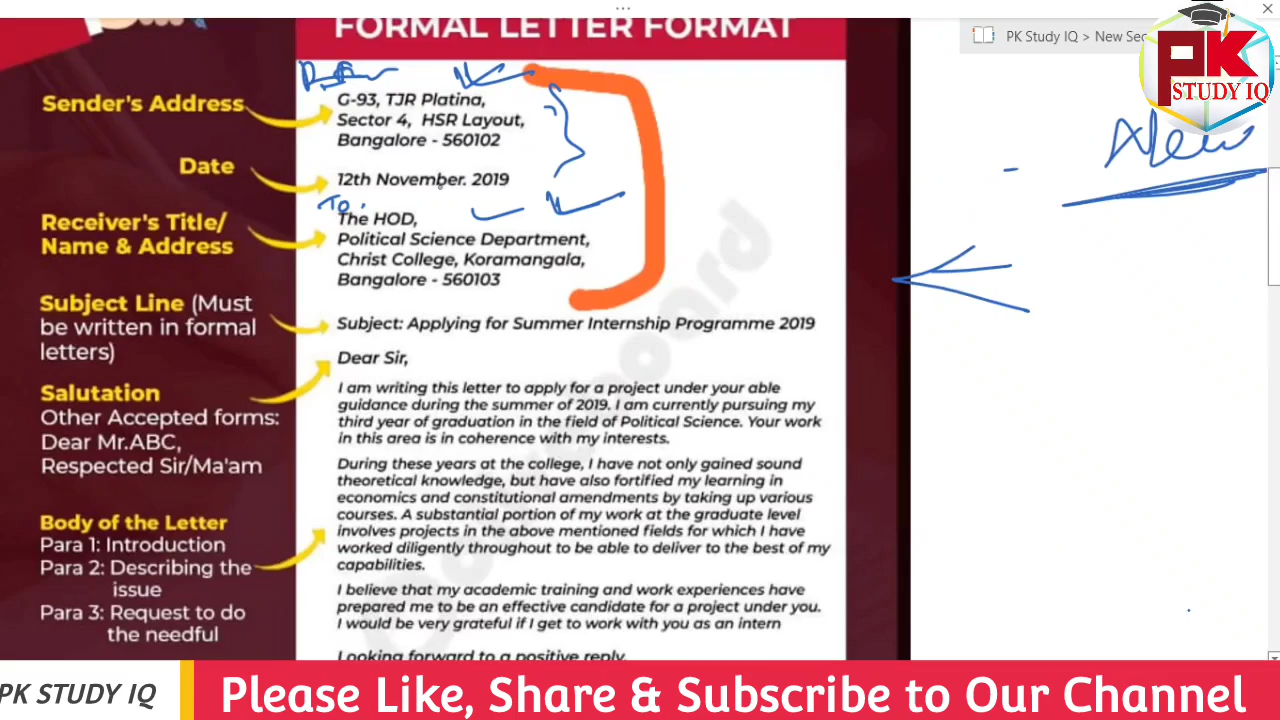 FORMAL LETTER FORMAT
PK Study IQ > New Sec
PK
STUDY IQ
New
Sender's Address
G-93, TJR Platina,
Sector 4, HSR Layout,
Bangalore - 560102
Date
12th November. 2019
To.
Receiver's Title/
Name & Address
The HOD,
Political Science Department,
Christ College, Koramangala,
Bangalore - 560103
Subject Line (Must
be written in formal
letters)
Subject: Applying for Summer Internship Programme 2019
Salutation
Other Accepted forms:
Dear Mr.ABC,
Respected Sir/Ma'am
Dear Sir,
Body of the Letter
Para 1: Introduction
Para 2: Describing the
issue
Para 3: Request to do
the needful
I am writing this letter to apply for a project under your able
guidance during the summer of 2019. I am currently pursuing my
third year of graduation in the field of Political Science. Your work
in this area is in coherence with my interests.
During these years at the college, I have not only gained sound
theoretical knowledge, but have also fortified my learning in
economics and constitutional amendments by taking up various
courses. A substantial portion of my work at the graduate level
involves projects in the above mentioned fields for which I have
worked diligently throughout to be able to deliver to the best of my
capabilities.
I believe that my academic training and work experiences have
prepared me to be an effective candidate for a project under you.
I would be very grateful if I get to work with you as an intern
Looking forward to a positive reply.
PK STUDY IQ
Please Like, Share & Subscribe to Our Channel